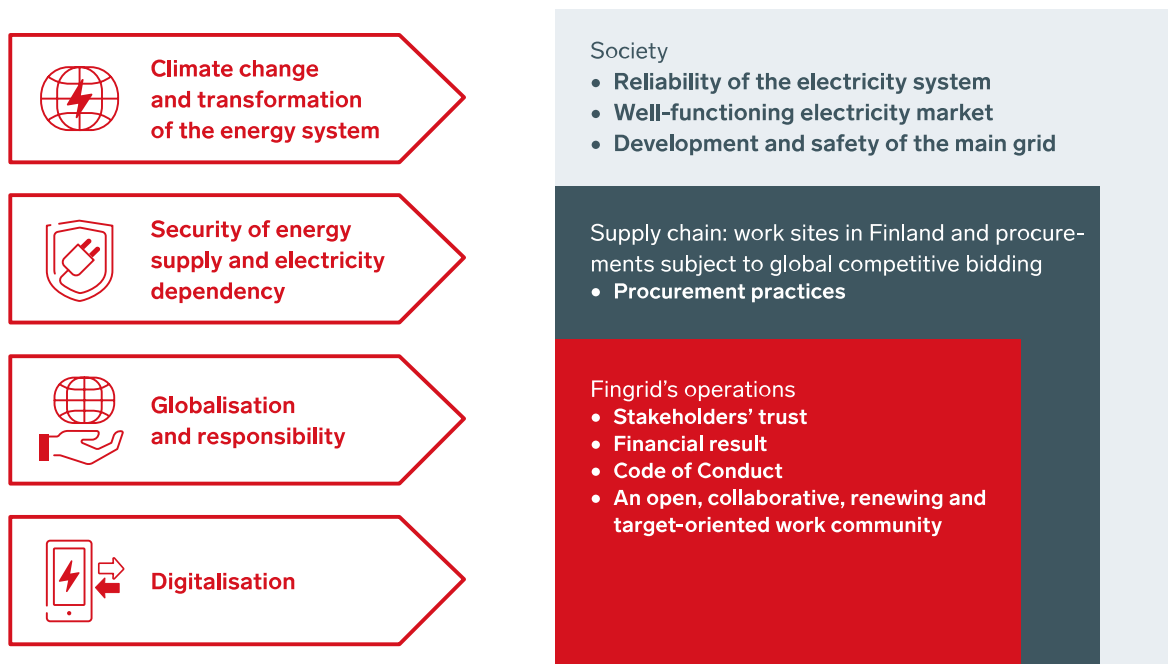 Climate change
and transformation
of the energy system
Security of energy
supply and electricity
dependency
Globalisation
and responsibility
Digitalisation
Society
• Reliability of the electricity system
• Well-functioning electricity market
• Development and safety of the main grid
Supply chain: work sites in Finland and procure-
ments subject to global competitive bidding
• Procurement practices
Fingrid's operations
• Stakeholders' trust
• Financial result
• Code of Conduct
• An open, collaborative, renewing and
target-oriented work community